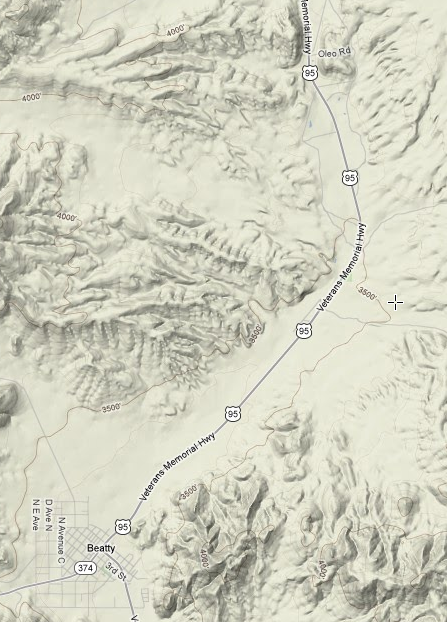 Memorial Hwy
4000'
Oleo Rd
95
4000'
95
4000'
Veterans Memorial Hwy
3500'
95
3500'
3500'
95
Veterans Memorial Hwy
3500'
N E Ave
D Ave N
N Avenue C
95
Beatty
4000'
4000'
374
3rd St
V